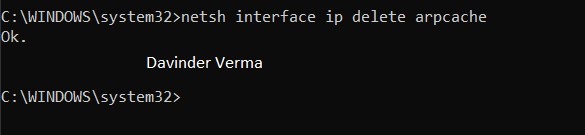 C:\WINDOWS\system32>netsh interface ip delete arpcache
Ok.
Davinder Verma
C:\WINDOWS\system32>